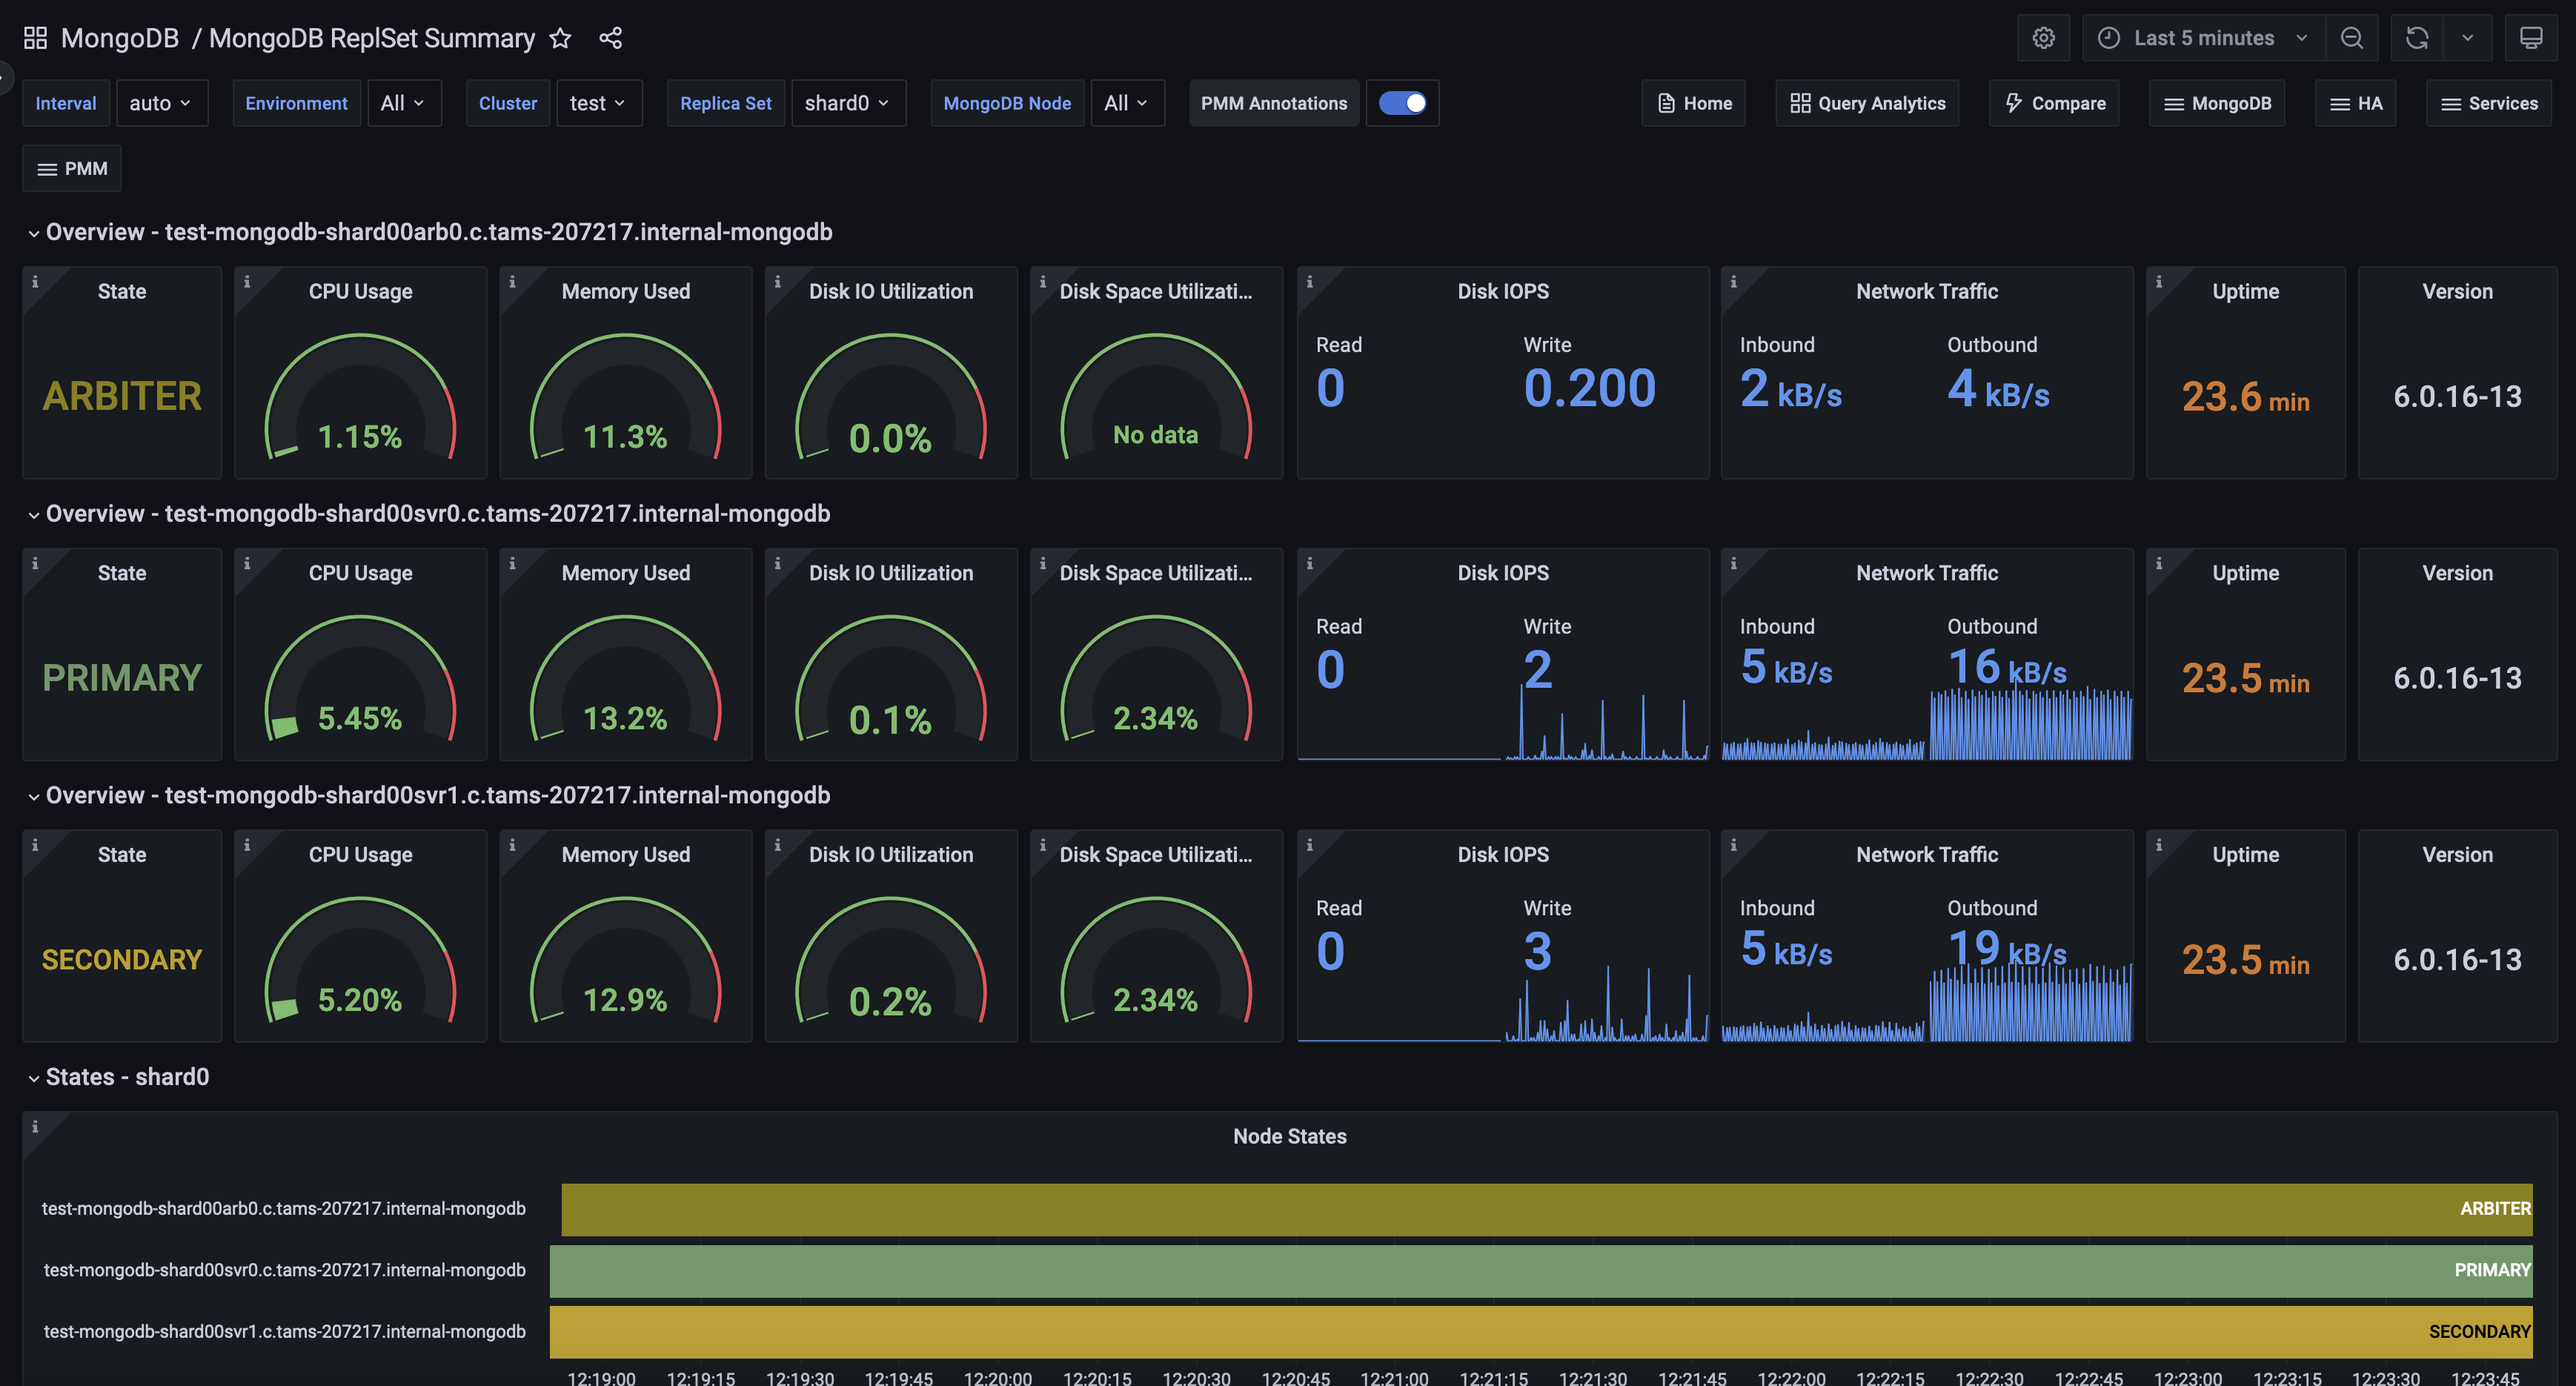 MongoDB / MongoDB ReplSet Summary
Last 5 minutes
Interval auto Environment All Cluster test Replica Set shard0 MongoDB Node All PMM Annotations Home Query Analytics Compare MongoDB HA Services
PMM
Overview - test-mongodb-shard00arb0.c.tams-207217.internal-mongodb
State CPU Usage Memory Used Disk IO Utilization Disk Space Utilizati... Disk IOPS Network Traffic Uptime Version
Read Write Inbound Outbound
ARBITER 1.15% 11.3% 0.0% No data 0 0.200 2 kB/s 4 kB/s 23.6 min 6.0.16-13
Overview - test-mongodb-shard00svr0.c.tams-207217.internal-mongodb
State CPU Usage Memory Used Disk IO Utilization Disk Space Utilizati... Disk IOPS Network Traffic Uptime Version
Read Write Inbound Outbound
PRIMARY 5.45% 13.2% 0.1% 2.34% 0 2 5 kB/s 16 kB/s 23.5 min 6.0.16-13
Overview - test-mongodb-shard00svr1.c.tams-207217.internal-mongodb
State CPU Usage Memory Used Disk IO Utilization Disk Space Utilizati... Disk IOPS Network Traffic Uptime Version
Read Write Inbound Outbound
SECONDARY 5.20% 12.9% 0.2% 2.34% 0 3 5 kB/s 19 kB/s 23.5 min 6.0.16-13
States - shard0
Node States
test-mongodb-shard00arb0.c.tams-207217.internal-mongodb ARBITER
test-mongodb-shard00svr0.c.tams-207217.internal-mongodb PRIMARY
test-mongodb-shard00svr1.c.tams-207217.internal-mongodb SECONDARY
12:19:00 12:19:15 12:19:30 12:19:45 12:20:00 12:20:15 12:20:30 12:20:45 12:21:00 12:21:15 12:21:30 12:21:45 12:22:00 12:22:15 12:22:30 12:22:45 12:23:00 12:23:15 12:23:30 12:23:45